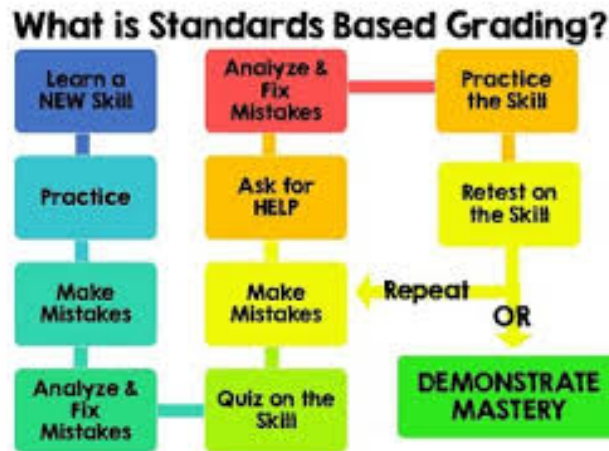 What is Standards Based Grading?
Learn a
NEW Skill
Practice
Make
Mistakes
Analyze &
Fix
Mistakes
Quiz on the
Skill
Make
Mistakes
Ask for
HELP
Analyze &
Fix
Mistakes
Practice
the Skill
Retest on
the Skill
Repeat
OR
DEMONSTRATE
MASTERY